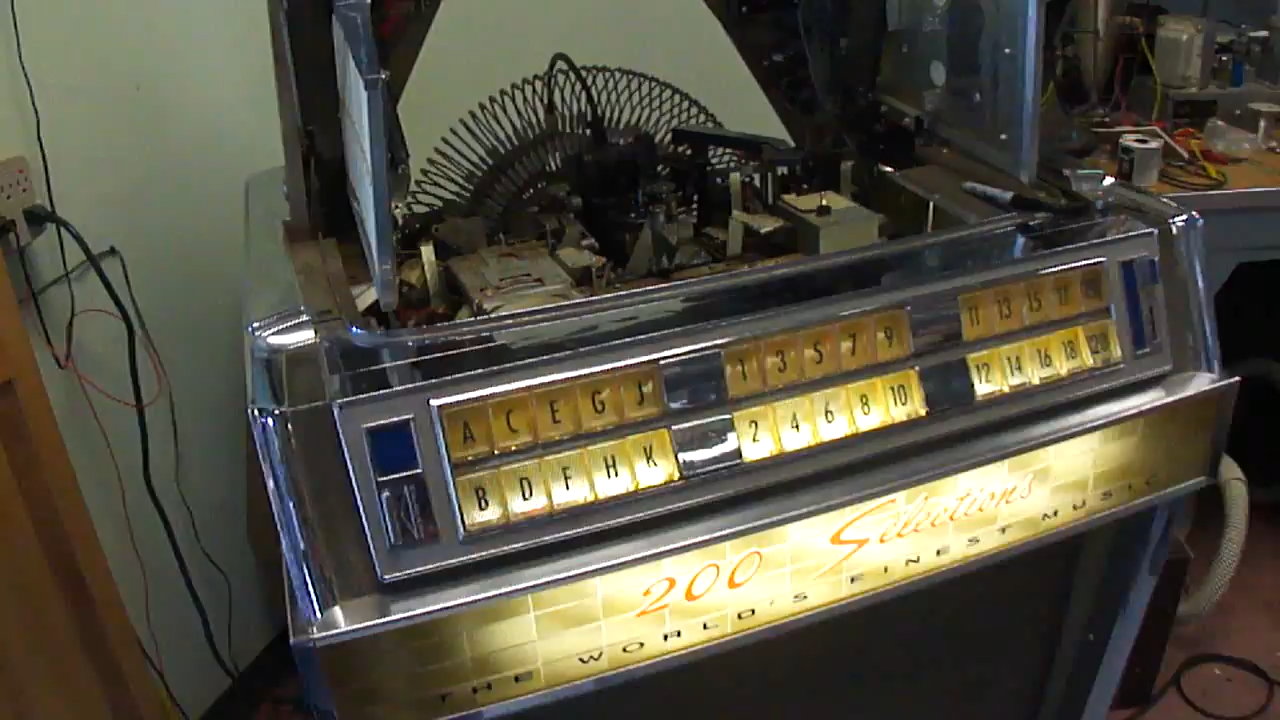 A C E G J 1 3 5 7 9 11 13 15 17
B D F H K 2 4 6 8 10 12 14 16 18 20
200 Selections
THE WORLD'S FINEST MUSIC